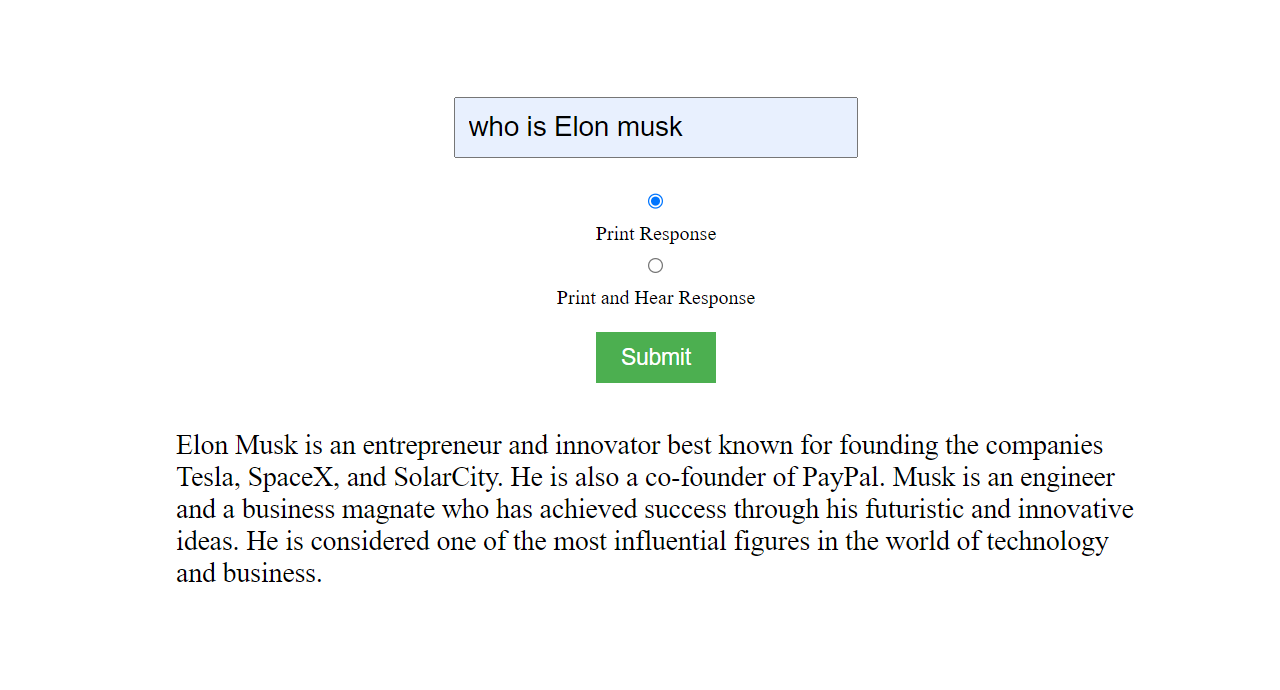 who is Elon musk
Print Response
Print and Hear Response
Submit
Elon Musk is an entrepreneur and innovator best known for founding the companies
Tesla, SpaceX, and SolarCity. He is also a co-founder of PayPal. Musk is an engineer
and a business magnate who has achieved success through his futuristic and innovative
ideas. He is considered one of the most influential figures in the world of technology
and business.